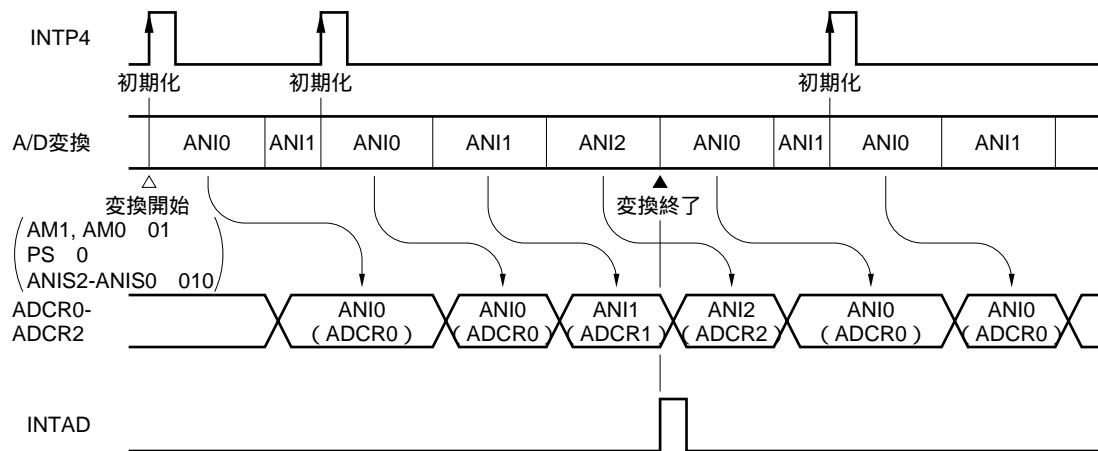 INTP4
初期化 初期化 初期化
A/D変換 ANI0 ANI1 ANI0 ANI1 ANI2 ANI0 ANI1 ANI0 ANI1
変換開始 変換終了
AM1, AM0 01
PS 0
ANIS2-ANIS0 010
ADCR0-
ADCR2
ANI0 ANI0 ANI1 ANI2 ANI0 ANI0
(ADCR0) (ADCR0) (ADCR1) (ADCR2) (ADCR0) (ADCR0)
INTAD